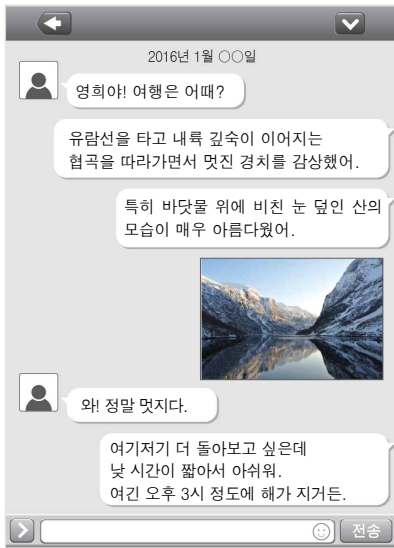 2016년 1월 ○○일
영희야! 여행은 어때?
유람선을 타고 내륙 깊숙이 이어지는
협곡을 따라가면서 멋진 경치를 감상했어.
특히 바닷물 위에 비친 눈 덮인 산의
모습이 매우 아름다웠어.
와! 정말 멋지다.
여기저기 더 돌아보고 싶은데
낮 시간이 짧아서 아쉬워.
여긴 오후 3시 정도에 해가 지거든.
전송